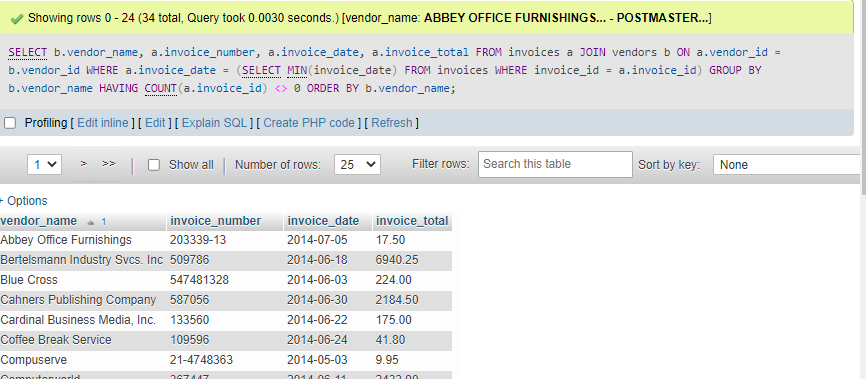 Showing rows 0 - 24 (34 total, Query took 0.0030 seconds.) [vendor_name: ABBEY OFFICE FURNISHINGS... - POSTMASTER...]
SELECT b.vendor_name, a.invoice_number, a.invoice_date, a.invoice_total FROM invoices a JOIN vendors b ON a.vendor_id =
b.vendor_id WHERE a.invoice_date = (SELECT MIN(invoice_date) FROM invoices WHERE invoice_id = a.invoice_id) GROUP BY
b.vendor_name HAVING COUNT(a.invoice_id) <> 0 ORDER BY b.vendor_name;
Profiling [ Edit inline ] [ Edit ] [ Explain SQL ] [ Create PHP code ] [ Refresh ]
1 > >> Show all Number of rows: 25 Filter rows: Search this table Sort by key: None
+ Options
vendor_name 1 invoice_number invoice_date invoice_total
Abbey Office Furnishings 203339-13 2014-07-05 17.50
Bertelsmann Industry Svcs. Inc 509786 2014-06-18 6940.25
Blue Cross 547481328 2014-06-03 224.00
Cahners Publishing Company 587056 2014-06-30 2184.50
Cardinal Business Media, Inc. 133560 2014-06-22 175.00
Coffee Break Service 109596 2014-06-24 41.80
Compuserve 21-4748363 2014-05-03 9.95
Computerworld 367447 2014-06-11 2433.00